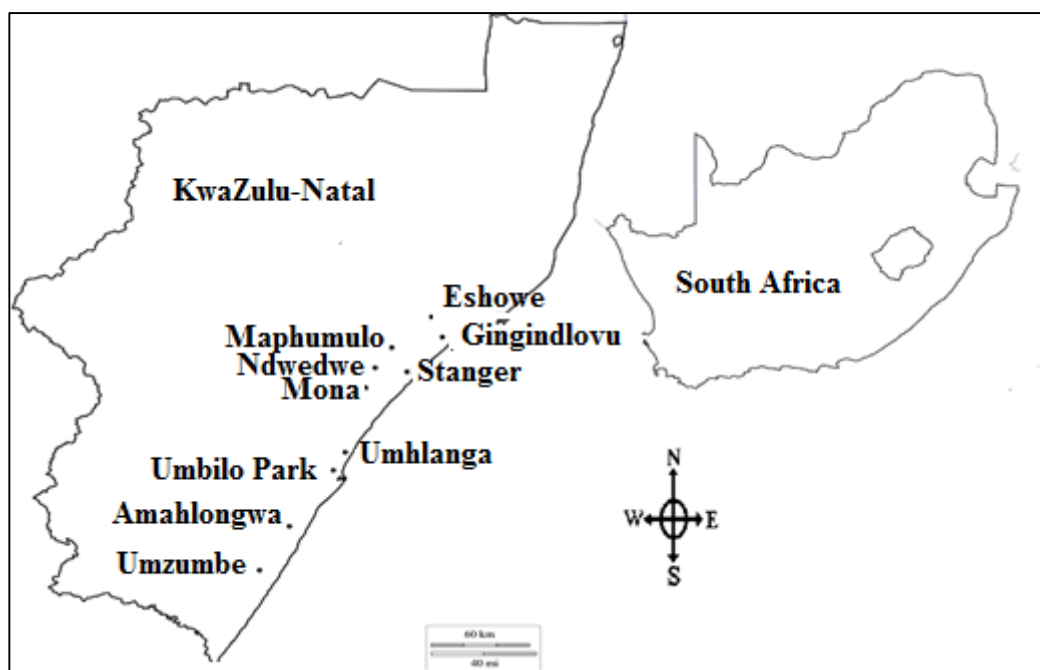 KwaZulu-Natal
South Africa
Eshowe
Gingindlovu
Maphumulo
Ndwedwe
Stanger
Mona
Umhlanga
Umbilo Park
Amahlongwa
Umzumbe
N
W E
S
60 km
40 mi